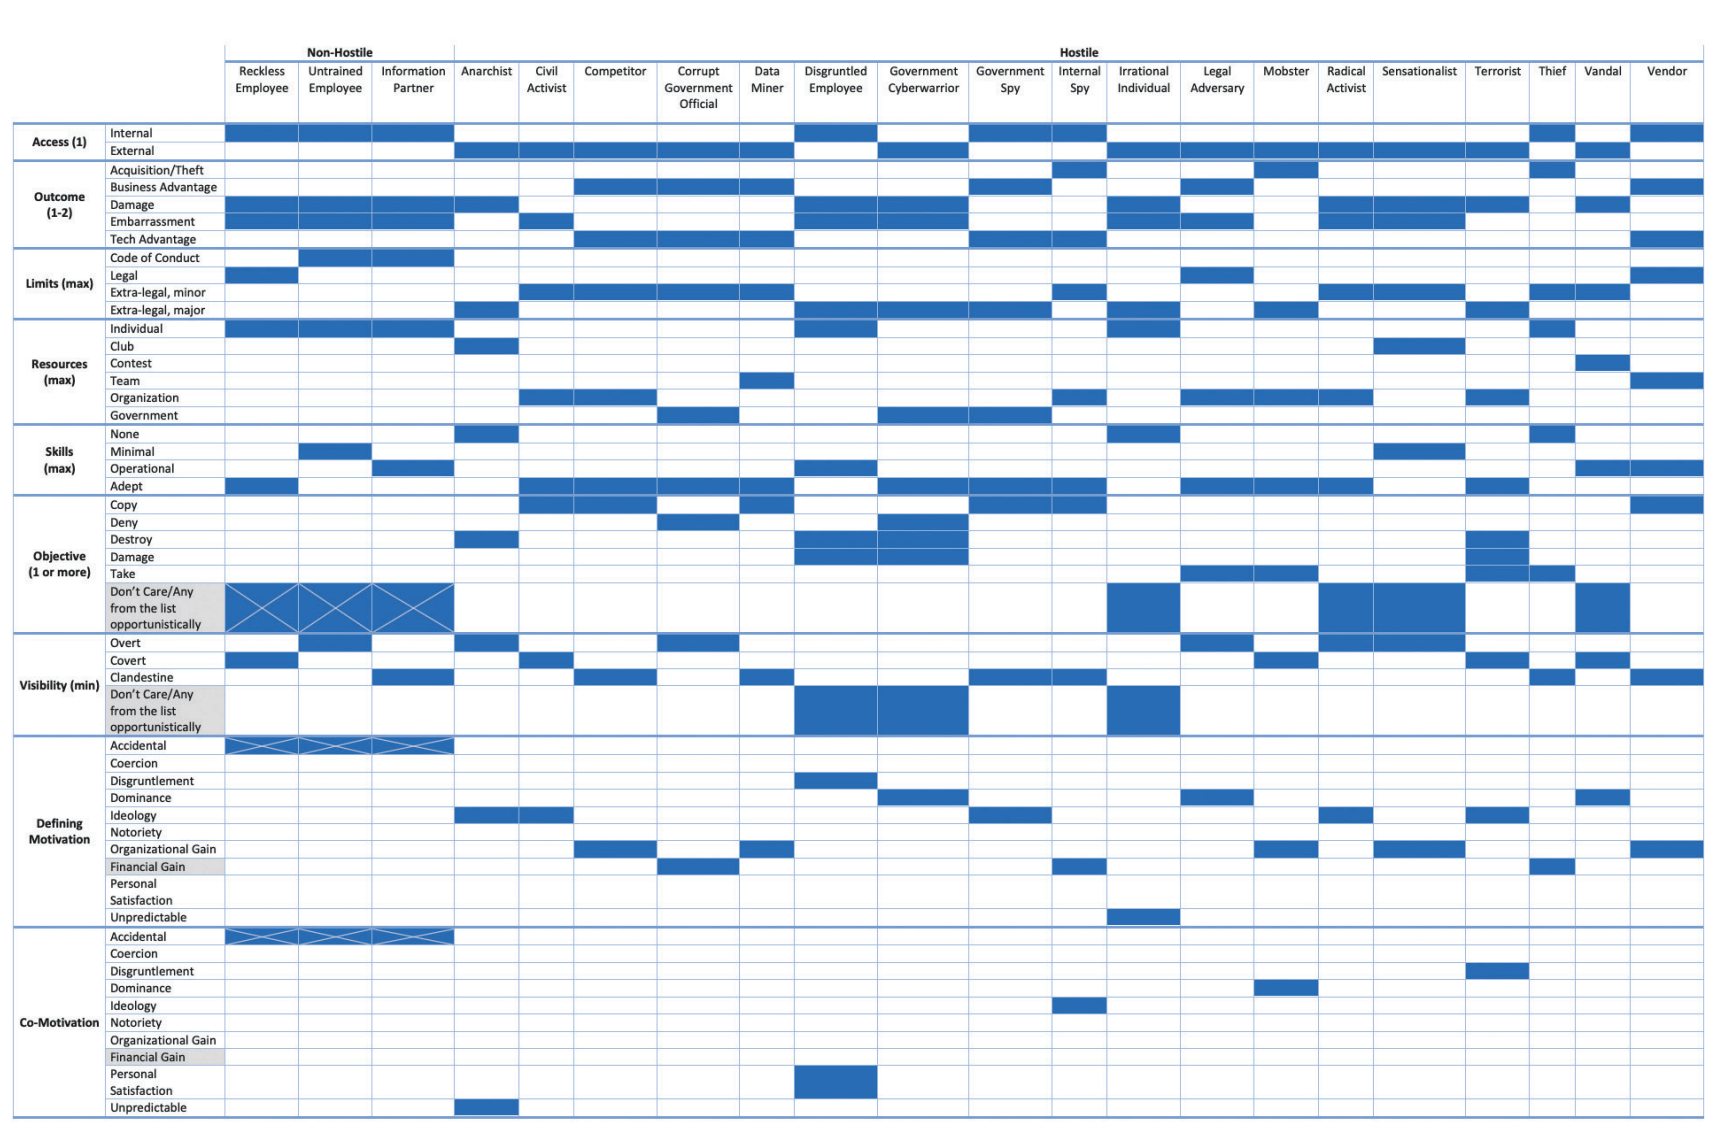 Non-Hostile Hostile
Reckless Untrained Information Anarchist Civil Competitor Corrupt Data Disgruntled Government Government Internal Irrational Legal Mobster Radical Sensationalist Terrorist Thief Vandal Vendor
Employee Employee Partner Activist Government Miner Employee Cyberwarrior Spy Spy Individual Adversary Activist
Official
Access (1)
Internal
External
Outcome
(1-2)
Acquisition/Theft
Business Advantage
Damage
Embarrassment
Tech Advantage
Limits (max)
Code of Conduct
Legal
Extra-legal, minor
Extra-legal, major
Resources
(max)
Individual
Club
Contest
Team
Organization
Government
Skills
(max)
None
Minimal
Operational
Adept
Objective
(1 or more)
Copy
Deny
Destroy
Damage
Take
Don’t Care/Any
from the list
opportunistically
Visibility (min)
Overt
Covert
Clandestine
Don’t Care/Any
from the list
opportunistically
Defining
Motivation
Accidental
Coercion
Disgruntlement
Dominance
Ideology
Notoriety
Organizational Gain
Financial Gain
Personal
Satisfaction
Unpredictable
Co-Motivation
Accidental
Coercion
Disgruntlement
Dominance
Ideology
Notoriety
Organizational Gain
Financial Gain
Personal
Satisfaction
Unpredictable